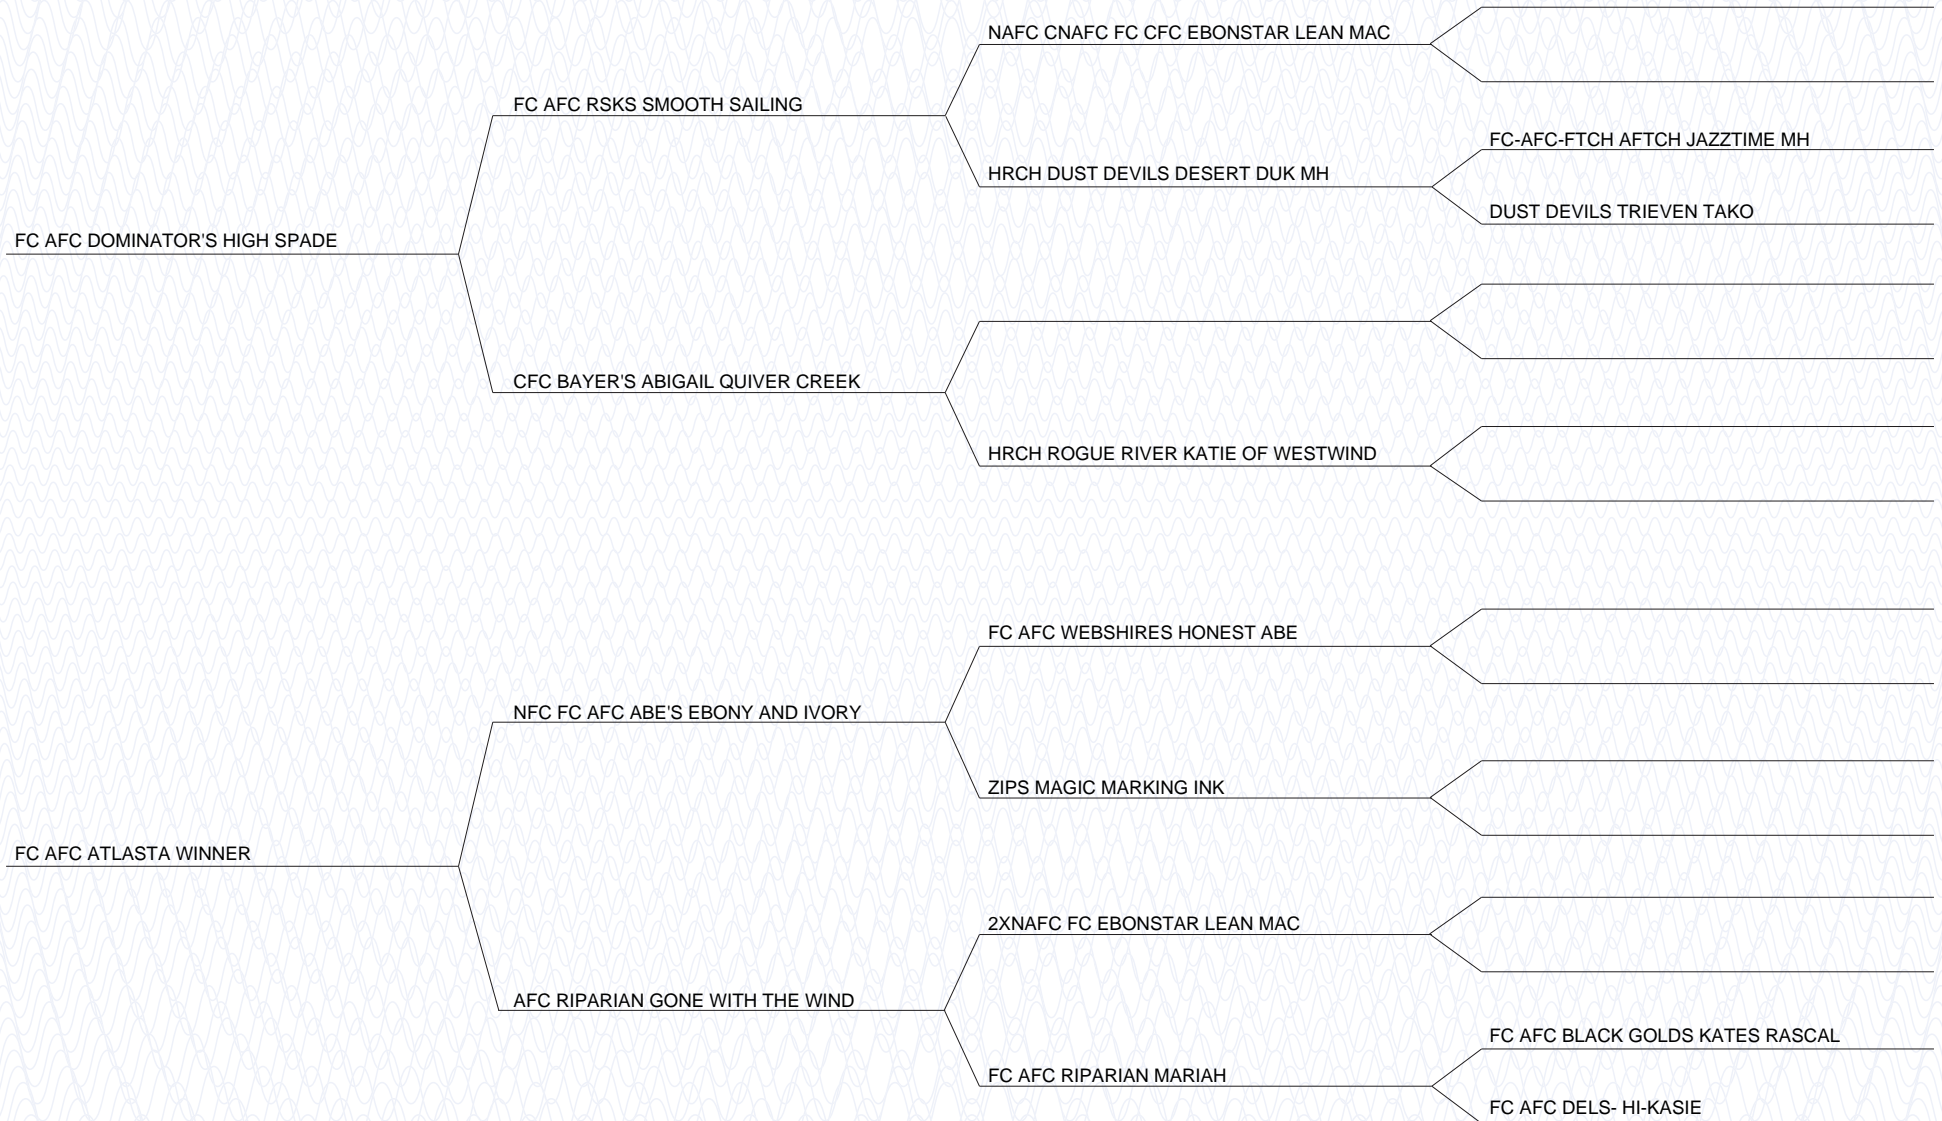 NAFC CNAFC FC CFC EBONSTAR LEAN MAC
FC AFC RSKS SMOOTH SAILING
FC-AFC-FTCH AFTCH JAZZTIME MH
HRCH DUST DEVILS DESERT DUK MH
DUST DEVILS TRIEVEN TAKO
FC AFC DOMINATOR'S HIGH SPADE
CFC BAYER'S ABIGAIL QUIVER CREEK
HRCH ROGUE RIVER KATIE OF WESTWIND
FC AFC WEBSHIRES HONEST ABE
NFC FC AFC ABE'S EBONY AND IVORY
ZIPS MAGIC MARKING INK
FC AFC ATLASTA WINNER
2XNAFC FC EBONSTAR LEAN MAC
AFC RIPARIAN GONE WITH THE WIND
FC AFC BLACK GOLDS KATES RASCAL
FC AFC RIPARIAN MARIAH
FC AFC DELS- HI-KASIE